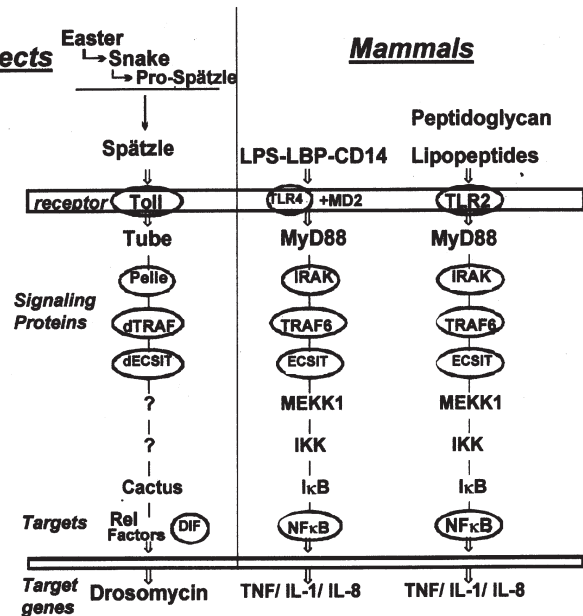 ects
Easter
Snake
Pro-Spätzle
Mammals
Peptidoglycan
Spätzle
LPS-LBP-CD14
Lipopeptides
receptor
Toll
TLR4 +MD2
TLR2
Tube
MyD88
MyD88
Pelle
IRAK
IRAK
Signaling
Proteins
dTRAF
TRAF6
TRAF6
dECSIT
ECSIT
ECSIT
?
MEKK1
MEKK1
?
IKK
IKK
Cactus
IκB
IκB
Targets
Rel
Factors
DIF
NFκB
NFκB
Target
genes
Drosomycin
TNF/ IL-1/ IL-8
TNF/ IL-1/ IL-8